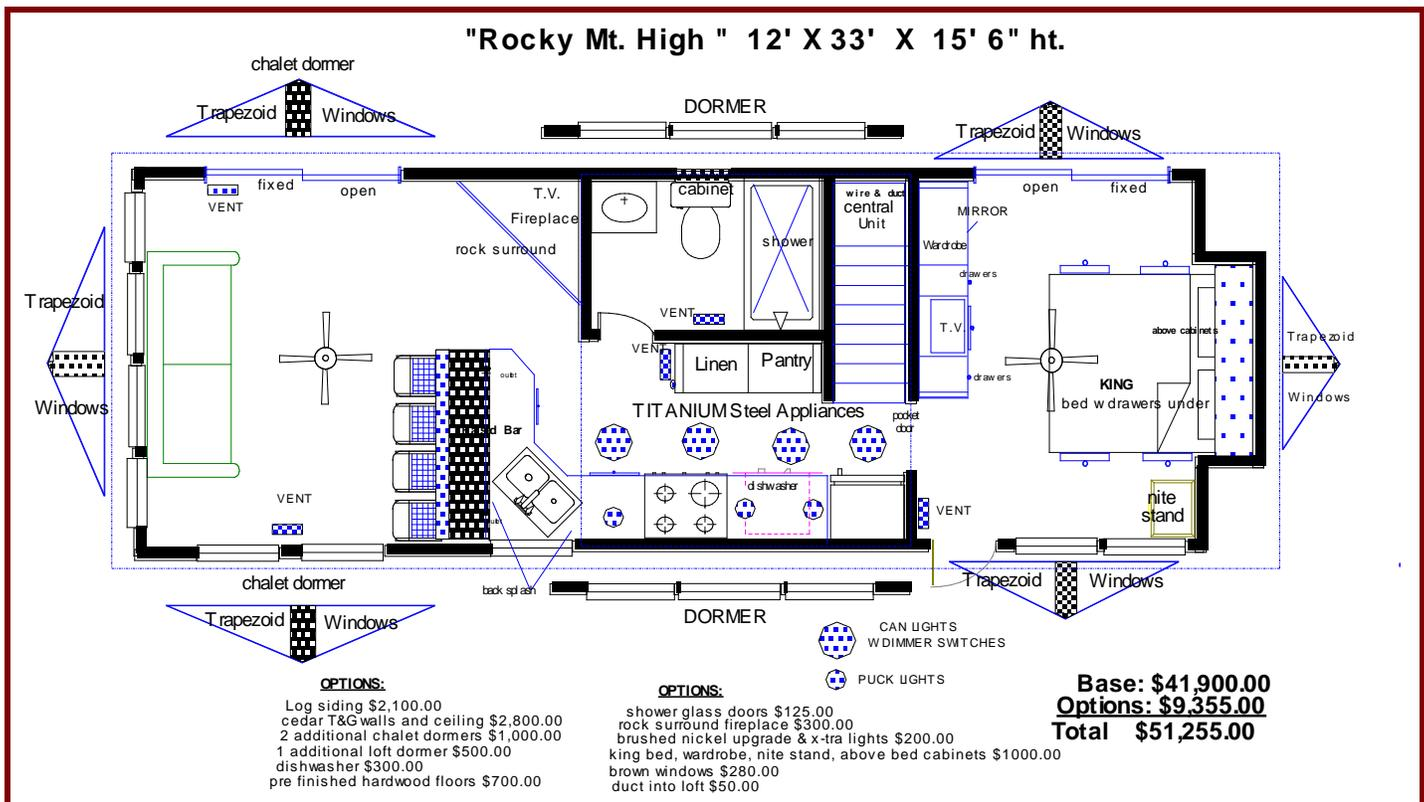 "Rocky Mt. High " 12' X 33' X 15' 6" ht.
chalet dormer
Trapezoid Windows
DORMER
Trapezoid Windows
fixed open
VENT
T.V.
Fireplace
rock surround
cabinet
shower
VENT
wire & duct
central
Unit
MIRROR
Wardrobe
drawers
T.V.
drawers
open fixed
above cabinets
KING
bed w drawers under
Trapezoid
Windows
Trapezoid
Windows
VENT
Linen Pantry
TITANIUM Steel Appliances
pocket
door
Bar
dishwasher
VENT
VENT
nite
stand
chalet dormer
Trapezoid Windows
back splash
DORMER
Trapezoid Windows
CAN LIGHTS
W DIMMER SWITCHES
PUCK LIGHTS
OPTIONS:
Log siding $2,100.00
cedar T&G walls and ceiling $2,800.00
2 additional chalet dormers $1,000.00
1 additional loft dormer $500.00
dishwasher $300.00
pre finished hardwood floors $700.00
OPTIONS:
shower glass doors $125.00
rock surround fireplace $300.00
brushed nickel upgrade & x-tra lights $200.00
king bed, wardrobe, nite stand, above bed cabinets $1000.00
brown windows $280.00
duct into loft $50.00
Base: $41,900.00
Options: $9,355.00
Total $51,255.00